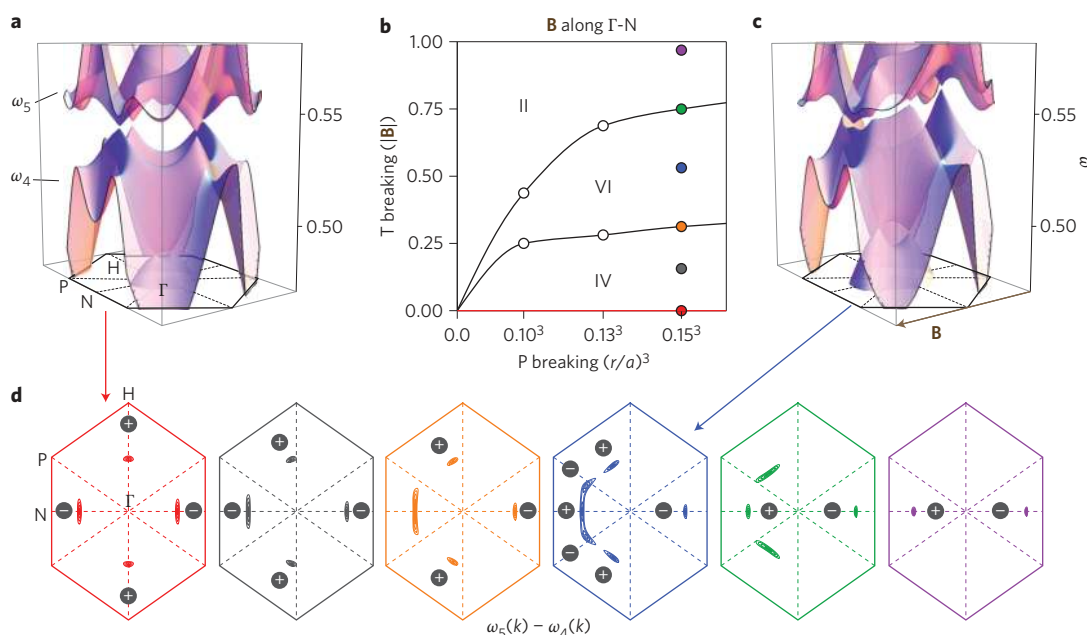 a
b
B along Γ-N
c
ω5
ω4
0.55
0.50
H
P
N
Γ
T breaking (|B|)
1.00
0.75
0.50
0.25
0.00
II
VI
IV
0.0
0.10³
0.13³
0.15³
P breaking (r/a)³
0.55
0.50
ω
B
d
H
P
N
Γ
+
−
−
+
+
−
−
+
+
−
−
+
+
−
+
−
−
+
+
−
+
−
ω5(k) − ω4(k)